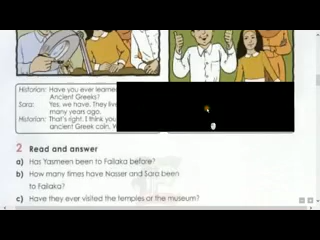 Historian: Have you ever learne
Ancient Greeks?
Sara: Yes, we have. They live
many years ago.
Historian: That's right. I think you
ancient Greek coin.
2 Read and answer
a) Has Yasmeen been to Failaka before?
b) How many times have Nasser and Sara been
to Failaka?
c) Have they ever visited the temples or the museum?